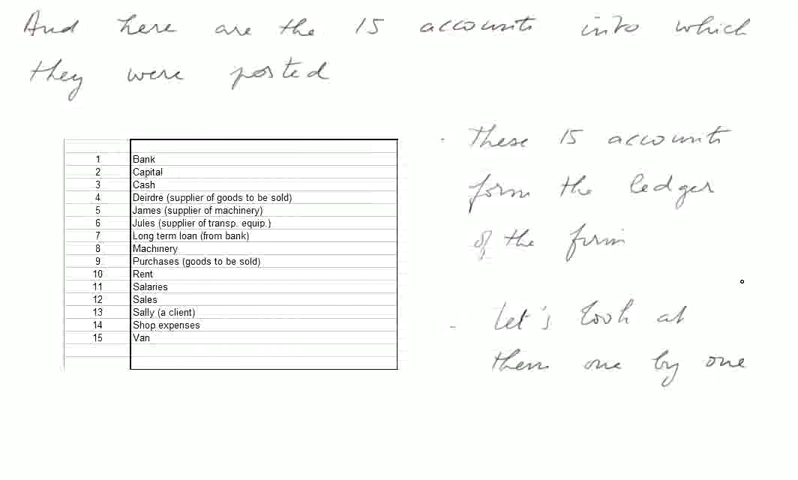 And here are the 15 accounts into which
they were posted
1 Bank
2 Capital
3 Cash
4 Deirdre (supplier of goods to be sold)
5 James (supplier of machinery)
6 Jules (supplier of transp. equip.)
7 Long term loan (from bank)
8 Machinery
9 Purchases (goods to be sold)
10 Rent
11 Salaries
12 Sales
13 Sally (a client)
14 Shop expenses
15 Van
- These 15 accounts
form the ledger
of the firm
- Let's look at
them one by one